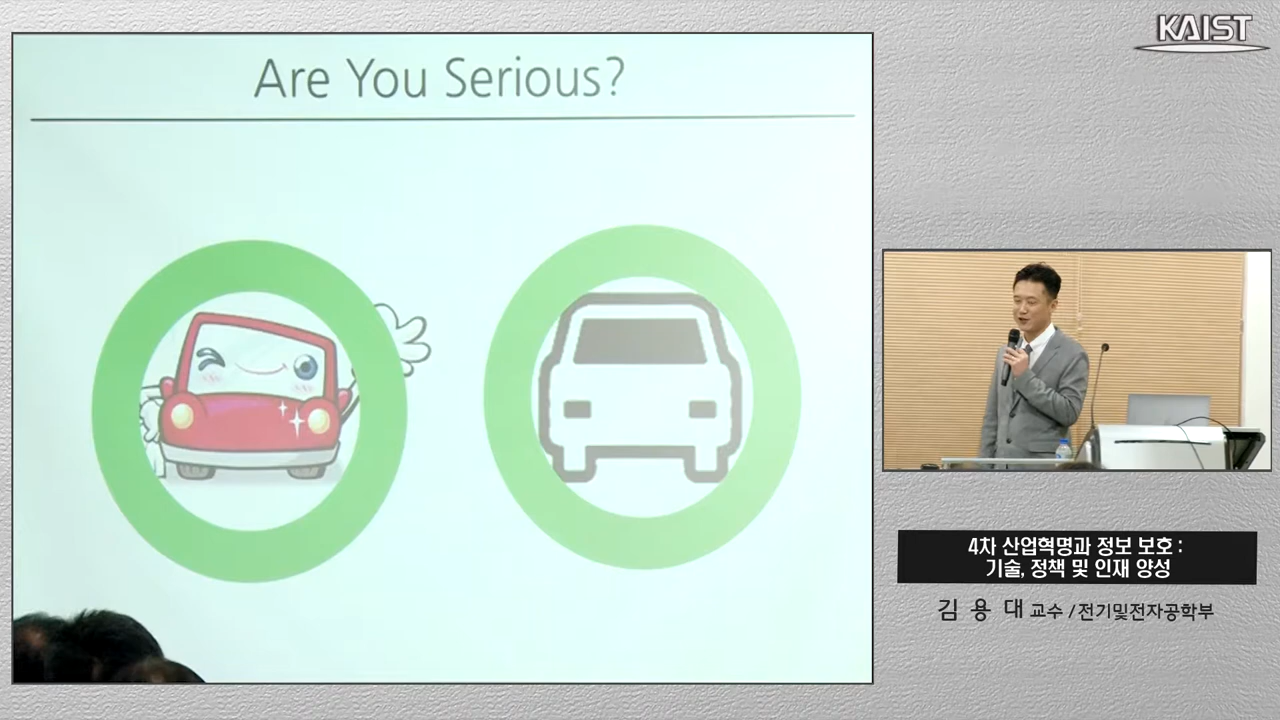 KAIST
Are You Serious?
4차 산업혁명과 정보 보호 :
기술, 정책 및 인재 양성
김 용 대 교수 / 전기및전자공학부